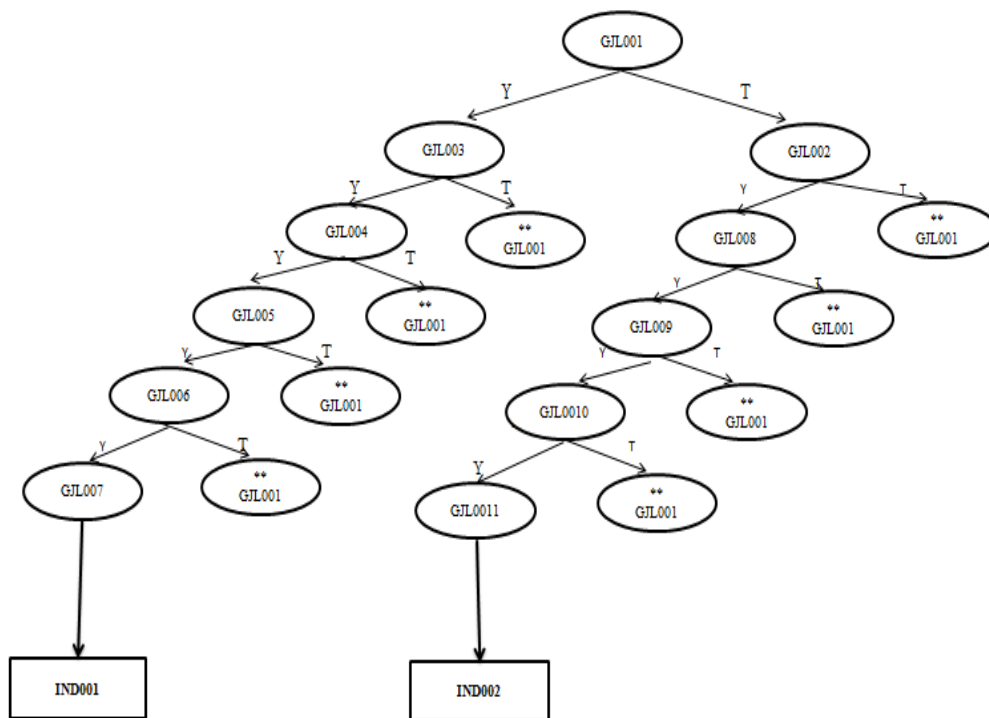 GJL001
Y
T
GJL003
GJL002
Y
T
Y
T
GJL004
**
GJL001
GJL008
**
GJL001
Y
T
Y
T
GJL005
**
GJL001
GJL009
**
GJL001
Y
T
Y
T
GJL006
**
GJL001
GJL0010
**
GJL001
Y
T
Y
T
GJL007
**
GJL001
GJL0011
**
GJL001
IND001
IND002